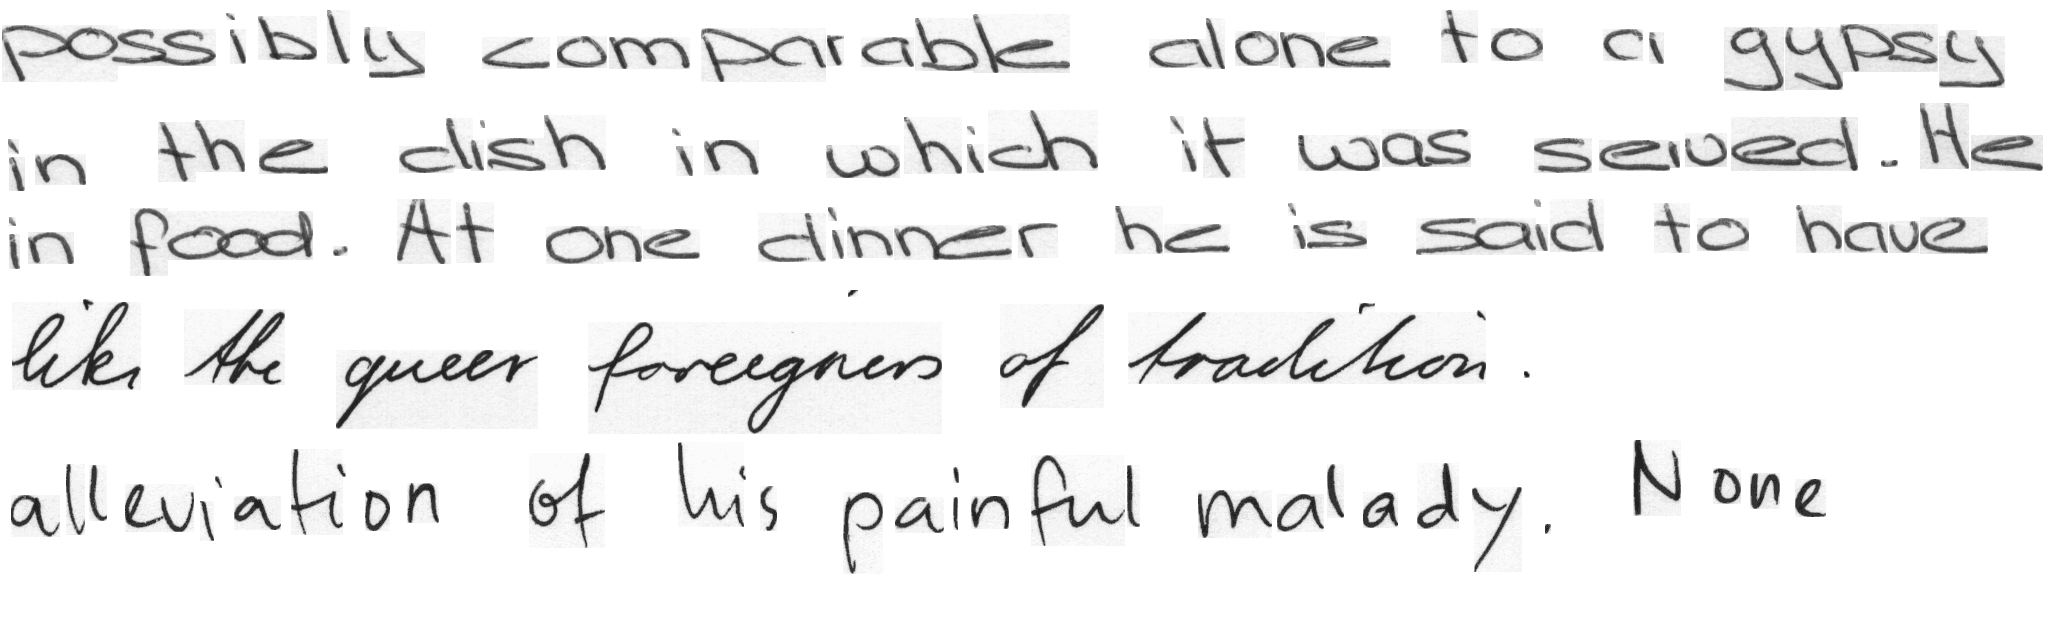 possibly comparable alone to a gypsy
in the dish in which it was served. He
in food. At one dinner he is said to have
like the queer foreigners of tradition.
alleviation of his painful malady. None